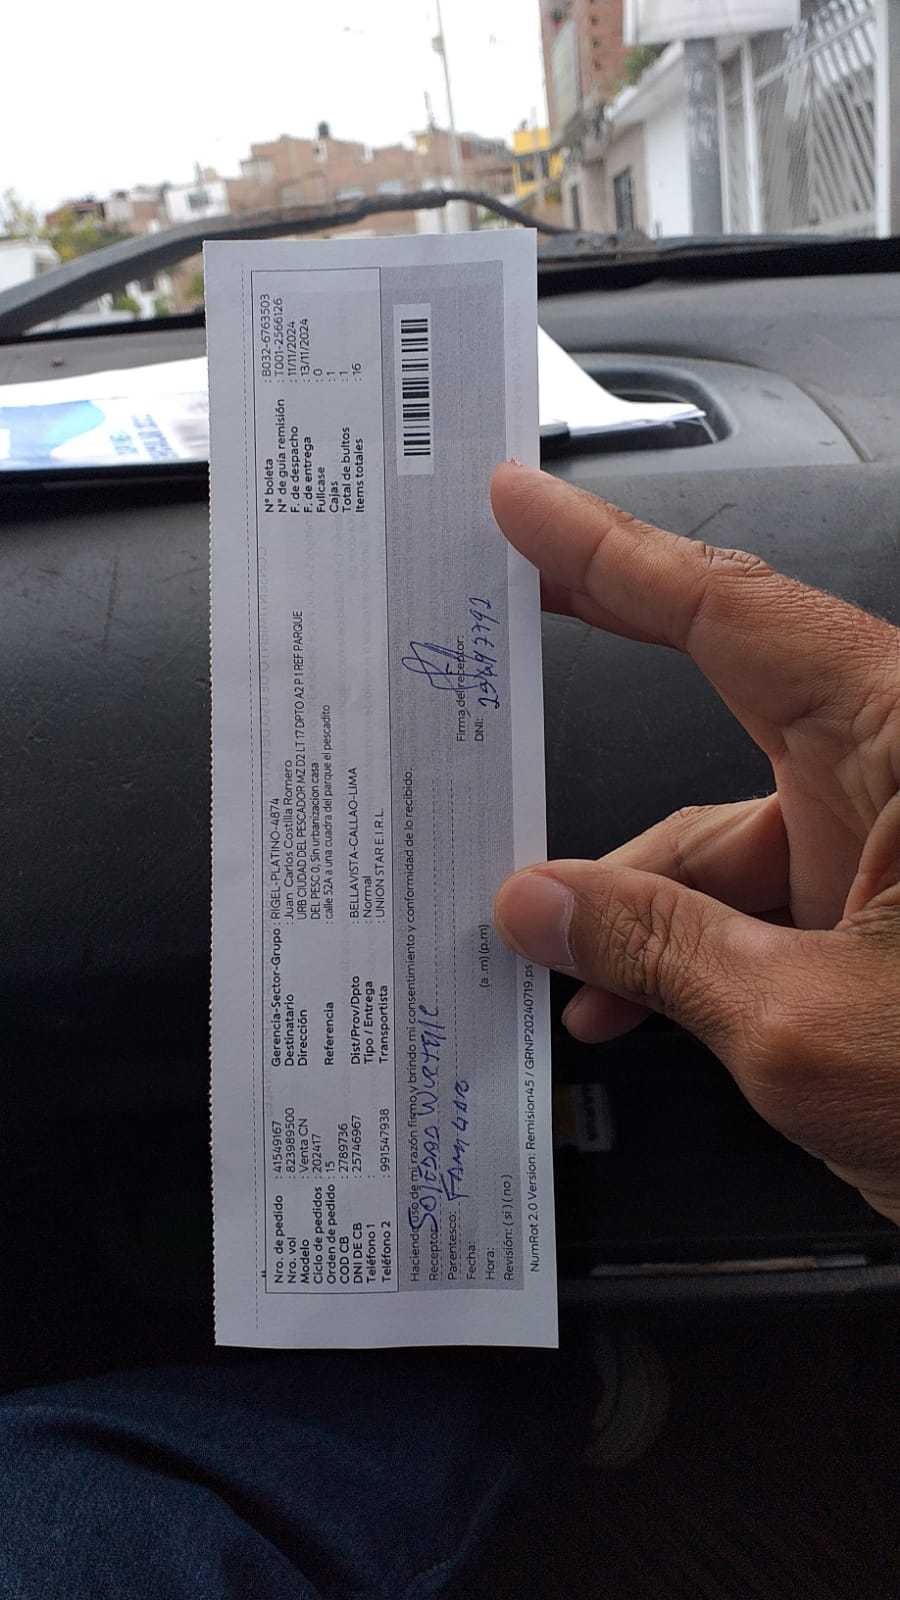 Nro. de pedido : 41549167
Nro. vol : 823989500
Modelo : Venta CN
Ciclo de pedidos : 202417
Orden de pedido : 15
COD CB : 2789736
DNI DE CB : 25746967
Teléfono 1 :
Teléfono 2 : 991547938
Gerencia-Sector-Grupo : RIGEL-PLATINO-4874
Destinatario : Juan Carlos Costilla Romero
Dirección : URB CIUDAD DEL PESCADOR MZ D2 LT 17 DPTO A2 P 1 REF PARQUE
DEL PESC 0, Sin urbanizacion casa
Referencia : calle 52A a una cuadra del parque el pescadito
Dist/Prov/Dpto : BELLAVISTA-CALLAO-LIMA
Tipo / Entrega : Normal
Transportista : UNION STAR E.I.R.L.
N° boleta : B032-6763503
N° de guía remisión : T001-2566126
F. de despacho : 11/11/2024
F. de entrega : 13/11/2024
Fullcase : 0
Cajas : 1
Total de bultos : 1
Items totales : 16
Haciendo uso de mi razón firmo y brindo mi consentimiento y conformidad de lo recibido:
Receptor: SOLEDAD
Parentesco: FAMILIAR
Fecha:
Hora: (a .m) (p.m)
Revisión: ( si ) ( no )
Firma del receptor:
DNI:
NumRot 2.0 Version: Remision45 / GRNP20240719.ps